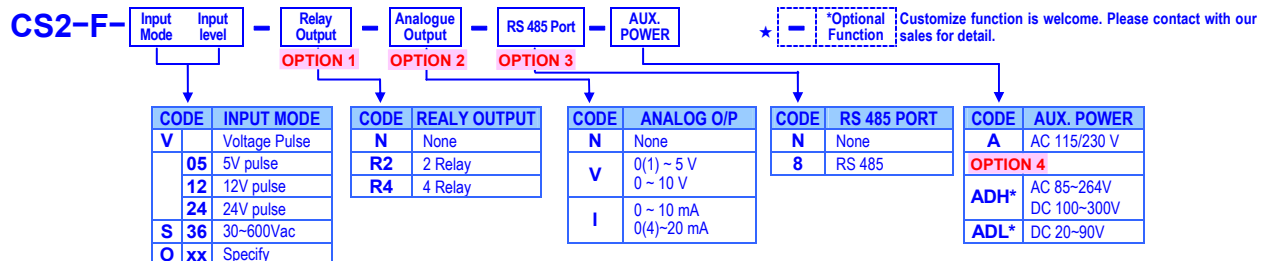 CS2-F- Input Mode Input level - Relay Output - Analogue Output - RS 485 Port - AUX. POWER ★ - *Optional Function Customize function is welcome. Please contact with our sales for detail.
OPTION 1 OPTION 2 OPTION 3
CODE INPUT MODE
V Voltage Pulse
05 5V pulse
12 12V pulse
24 24V pulse
S 36 30~600Vac
O xx Specify
CODE REALY OUTPUT
N None
R2 2 Relay
R4 4 Relay
CODE ANALOG O/P
N None
V 0(1) ~ 5 V
0 ~ 10 V
I 0 ~ 10 mA
0(4)~20 mA
CODE RS 485 PORT
N None
8 RS 485
CODE AUX. POWER
A AC 115/230 V
OPTION 4
ADH* AC 85~264V
DC 100~300V
ADL* DC 20~90V